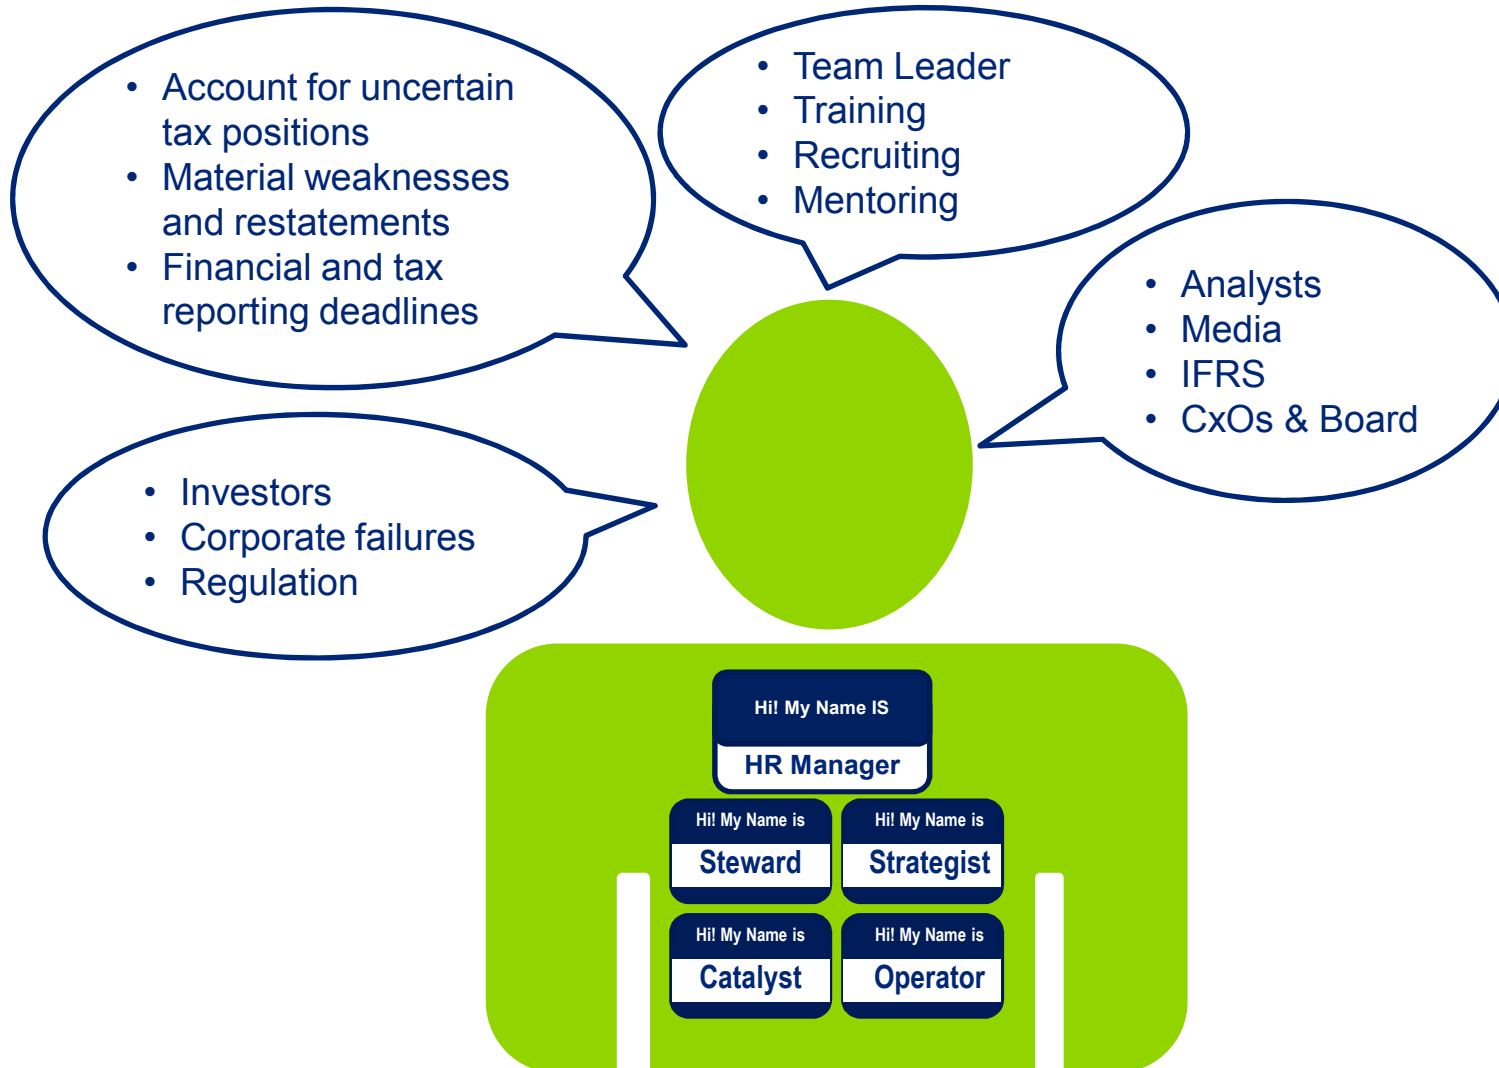 • Account for uncertain
tax positions
• Material weaknesses
and restatements
• Financial and tax
reporting deadlines
• Team Leader
• Training
• Recruiting
• Mentoring
• Analysts
• Media
• IFRS
• CxOs & Board
• Investors
• Corporate failures
• Regulation
Hi! My Name IS
HR Manager
Hi! My Name is
Steward
Hi! My Name is
Strategist
Hi! My Name is
Catalyst
Hi! My Name is
Operator